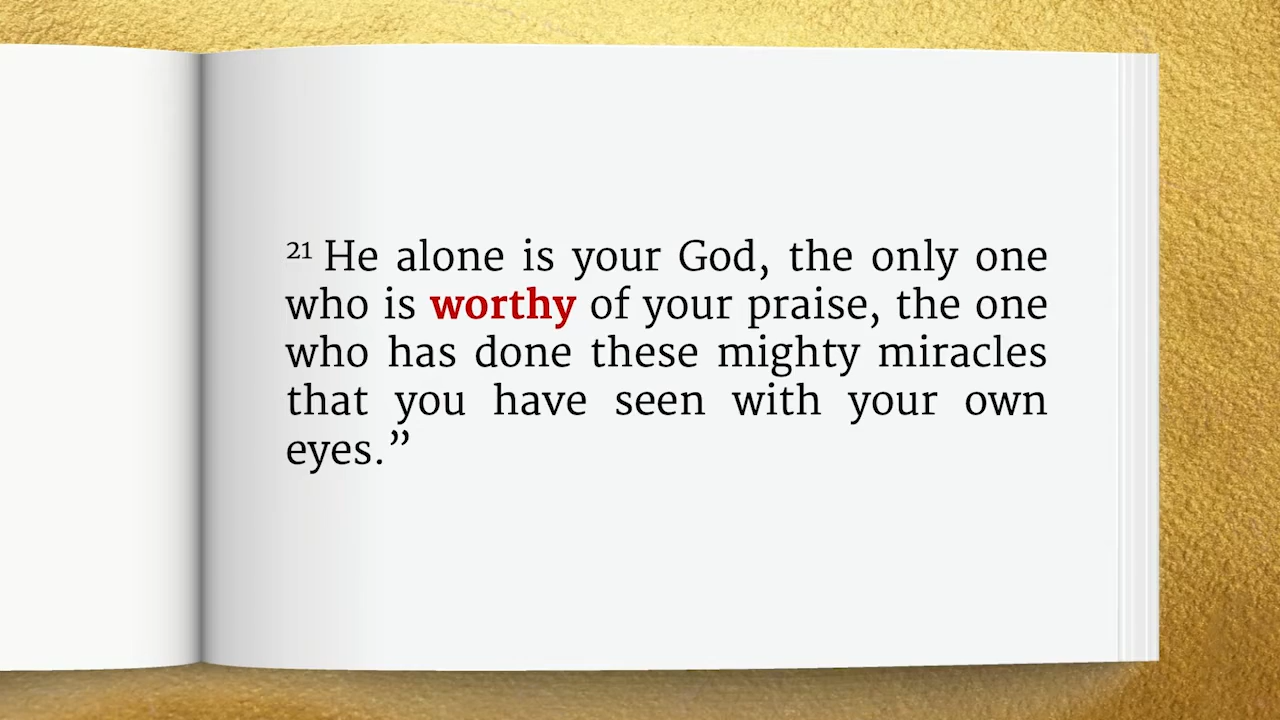 21 He alone is your God, the only one
who is worthy of your praise, the one
who has done these mighty miracles
that you have seen with your own
eyes.”